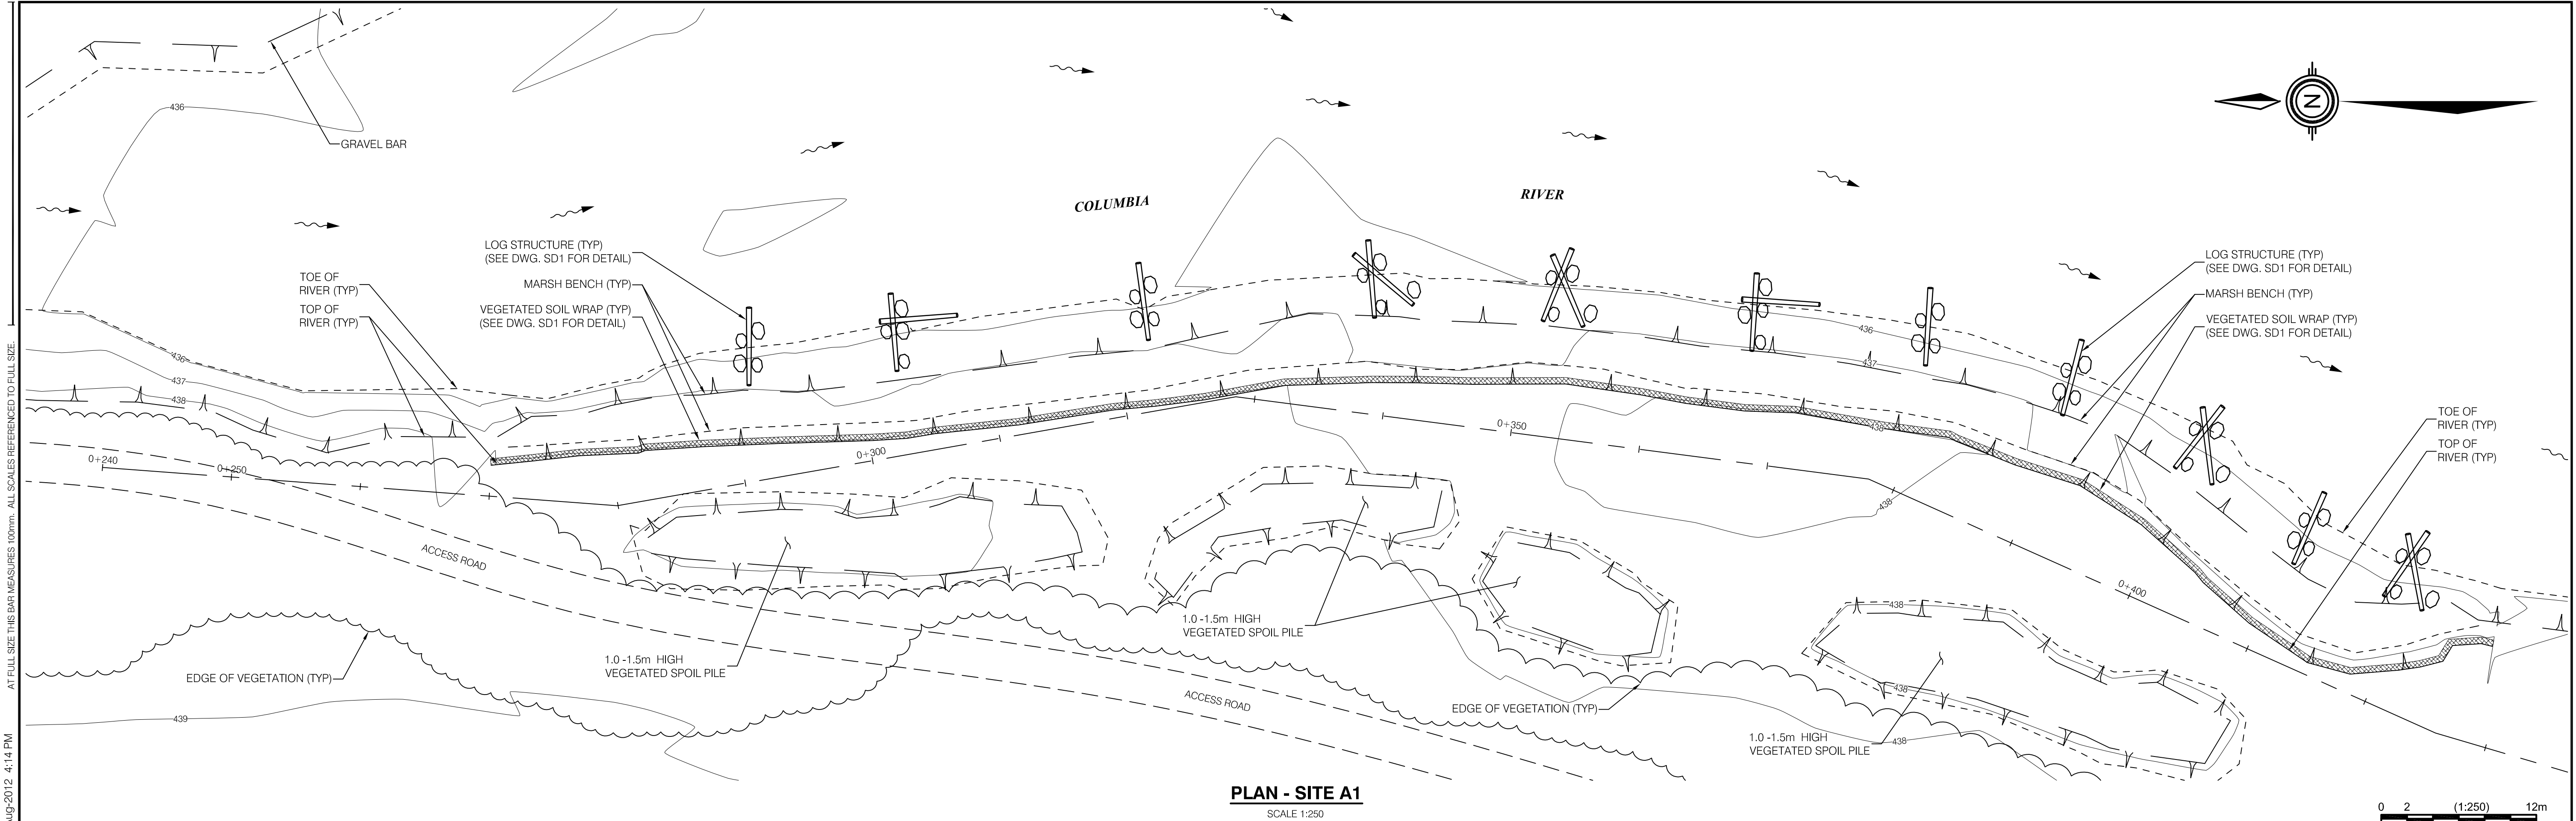 436
GRAVEL BAR
N
COLUMBIA
RIVER
LOG STRUCTURE (TYP)
(SEE DWG. SD1 FOR DETAIL)
MARSH BENCH (TYP)
VEGETATED SOIL WRAP (TYP)
(SEE DWG. SD1 FOR DETAIL)
TOE OF
RIVER (TYP)
TOP OF
RIVER (TYP)
LOG STRUCTURE (TYP)
(SEE DWG. SD1 FOR DETAIL)
MARSH BENCH (TYP)
VEGETATED SOIL WRAP (TYP)
(SEE DWG. SD1 FOR DETAIL)
436
437
438
436
437
438
TOE OF
RIVER (TYP)
TOP OF
RIVER (TYP)
0+240
0+250
0+300
0+350
438
0+400
ACCESS ROAD
1.0 -1.5m HIGH
VEGETATED SPOIL PILE
438
438
EDGE OF VEGETATION (TYP)
1.0 -1.5m HIGH
VEGETATED SPOIL PILE
ACCESS ROAD
EDGE OF VEGETATION (TYP)
439
1.0 -1.5m HIGH
VEGETATED SPOIL PILE
438
PLAN - SITE A1
SCALE 1:250
0 2 (1:250) 12m
AT FULL SIZE THIS BAR MEASURES 100mm. ALL SCALES REFERENCED TO FULL SIZE.
Aug-2012 4:14 PM